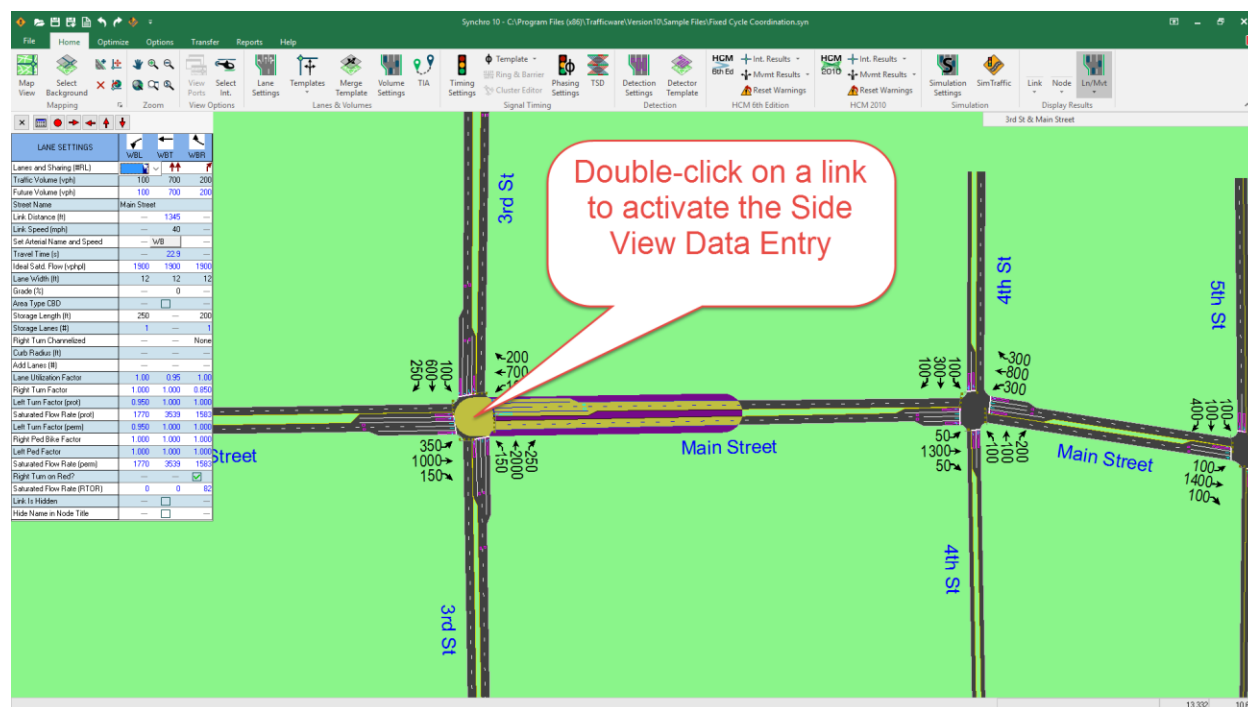 Synchro 10 - C:\Program Files (x86)\Trafficware\Version10\Sample Files\Fixed Cycle Coordination.syn
File Home Optimize Options Transfer Reports Help
Map View
Select Background
Mapping
Zoom
View Ports
Select Int.
View Options
Lane Settings
Templates
Merge Template
Volume Settings
TIA
Lanes & Volumes
Timing Settings
Template
Ring & Barrier
Cluster Editor
Phasing Settings
TSD
Signal Timing
Detection Settings
Detector Template
Detection
HCM 6th Ed
Int. Results
Mvmt Results
Reset Warnings
HCM 6th Edition
HCM 2010
Int. Results
Mvmt Results
Reset Warnings
HCM 2010
Simulation Settings
SimTraffic
Simulation
Link
Node
Ln/Mvt
Display Results
3rd St & Main Street
LANE SETTINGS WBL WBT WBR
Lanes and Sharing (#RL)
Traffic Volume (vph) 100 700 200
Future Volume (vph) 100 700 200
Street Name Main Street
Link Distance (ft) — 1345 —
Link Speed (mph) — 40 —
Set Arterial Name and Speed — WB —
Travel Time (s) — 22.9 —
Ideal Satd. Flow (vphpl) 1900 1900 1900
Lane Width (ft) 12 12 12
Grade (%) — 0 —
Area Type CBD — —
Storage Length (ft) 250 — 200
Storage Lanes (#) 1 — 1
Right Turn Channelized — — None
Curb Radius (ft) — — —
Add Lanes (#) — — —
Lane Utilization Factor 1.00 0.95 1.00
Right Turn Factor 1.000 1.000 0.850
Left Turn Factor (prot) 0.950 1.000 1.000
Saturated Flow Rate (prot) 1770 3539 1583
Left Turn Factor (perm) 0.950 1.000 1.000
Right Ped Bike Factor 1.000 1.000 1.000
Left Ped Factor 1.000 1.000 1.000
Saturated Flow Rate (perm) 1770 3539 1583
Right Turn on Red? — —
Saturated Flow Rate (RTOR) 0 0 82
Link Is Hidden — —
Hide Name in Node Title — —
Double-click on a link
to activate the Side
View Data Entry
3rd St
4th St
5th St
250 600 100
200
700
350
1000
150
150 2000 250
Street
Main Street
100 300 100
300
800
300
50
1300
50
100 100 200
Main Street
400 100 100
100
1400
100
3rd St
4th St
13,332